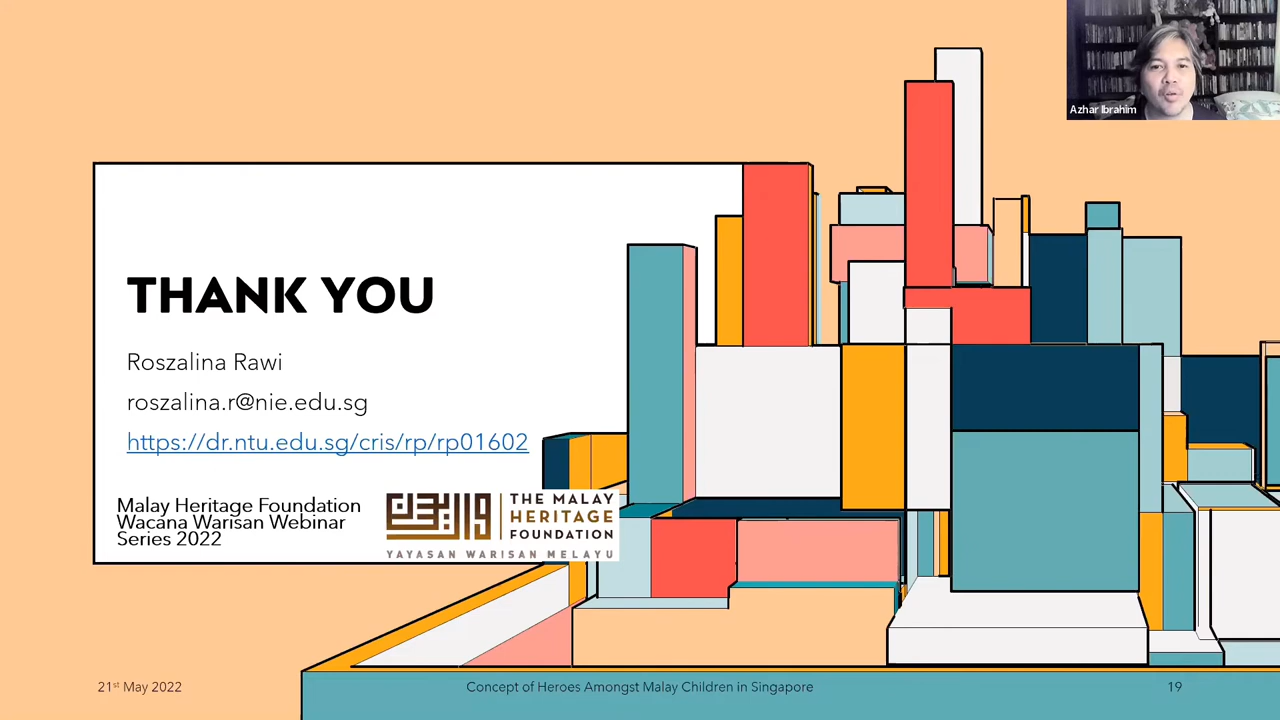 Azhar Ibrahim
THANK YOU
Roszalina Rawi
roszalina.r@nie.edu.sg
https://dr.ntu.edu.sg/cris/rp/rp01602
Malay Heritage Foundation
Wacana Warisan Webinar
Series 2022
THE MALAY
HERITAGE
FOUNDATION
YAYASAN WARISAN MELAYU
21st May 2022
Concept of Heroes Amongst Malay Children in Singapore
19